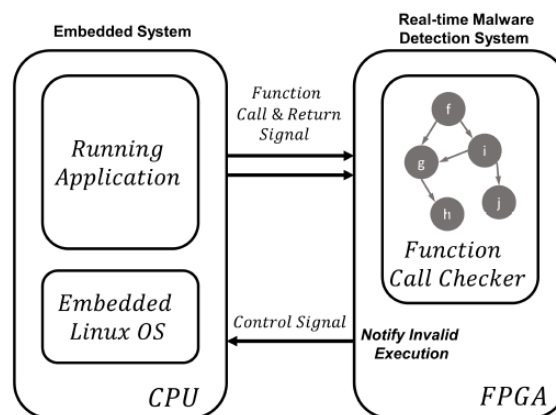 Embedded System
Real-time Malware
Detection System
Function
Call & Return
Signal
Running
Application
f
g
i
h
j
Function
Call Checker
Embedded
Linux OS
Control Signal
Notify Invalid
Execution
CPU
FPGA